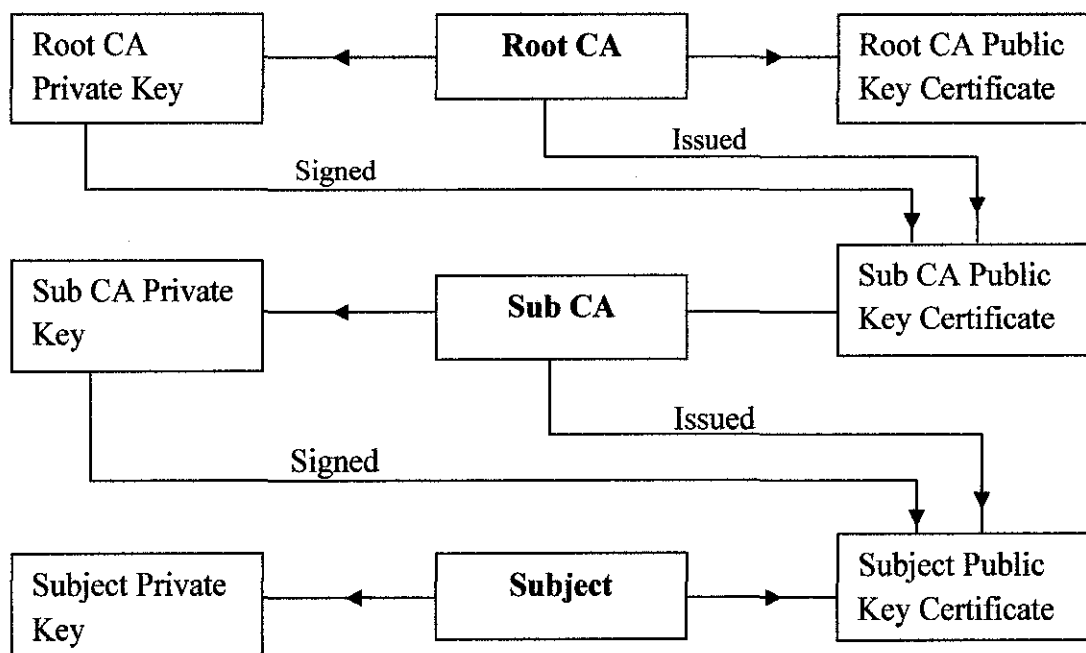 Root CA
Private Key
Root CA
Root CA Public
Key Certificate
Issued
Signed
Sub CA Private
Key
Sub CA
Sub CA Public
Key Certificate
Issued
Signed
Subject Private
Key
Subject
Subject Public
Key Certificate